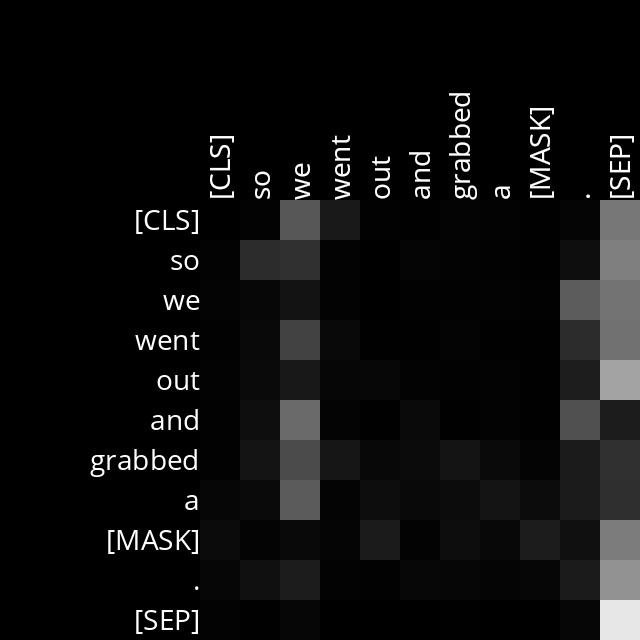 [CLS] so we went out and grabbed a [MASK] . [SEP]
[CLS]
so
we
went
out
and
grabbed
a
[MASK]
.
[SEP]